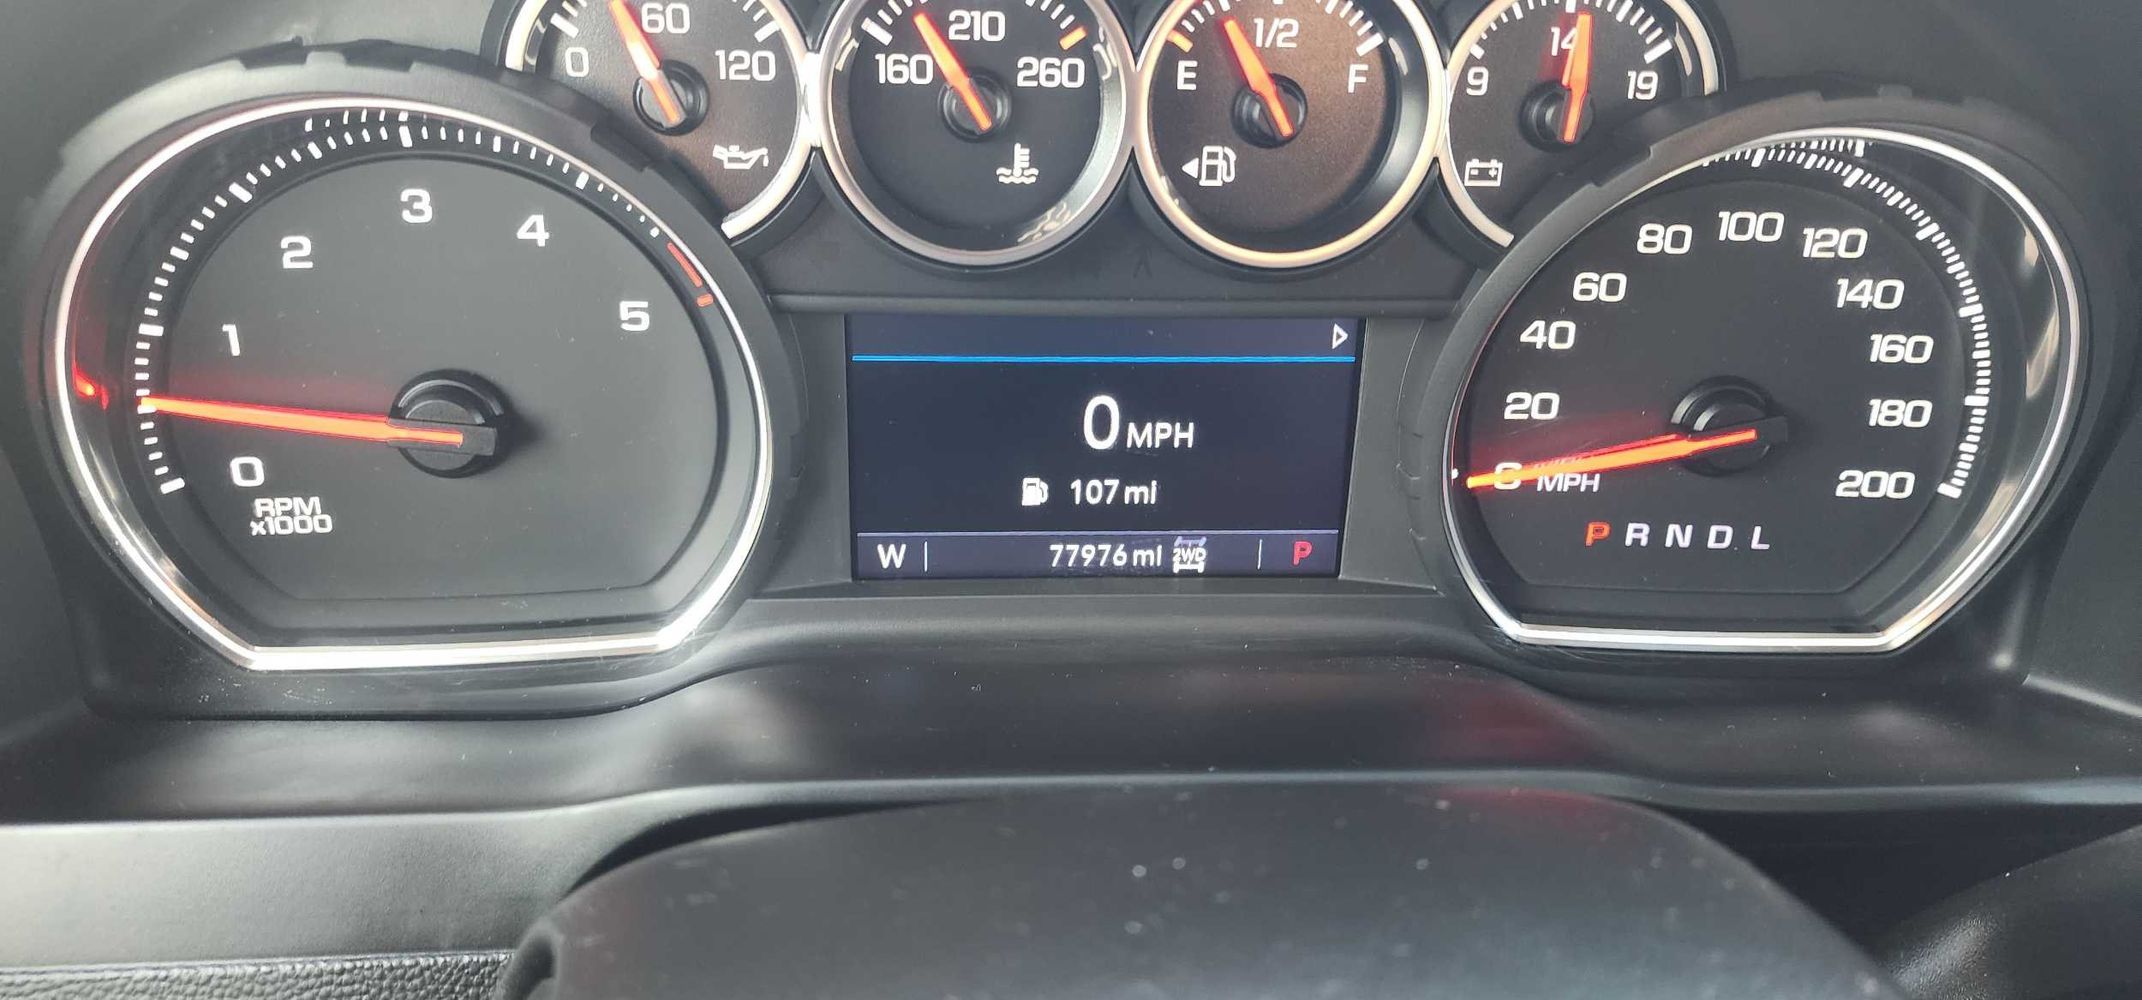 0 60 120
160 210 260
E 1/2 F
9 14 19
0 1 2 3 4 5
RPM
x1000
0 MPH
107 mi
W 77976 mi 2WD P
0 20 40 60 80 100 120 140 160 180 200
MPH
P R N D L